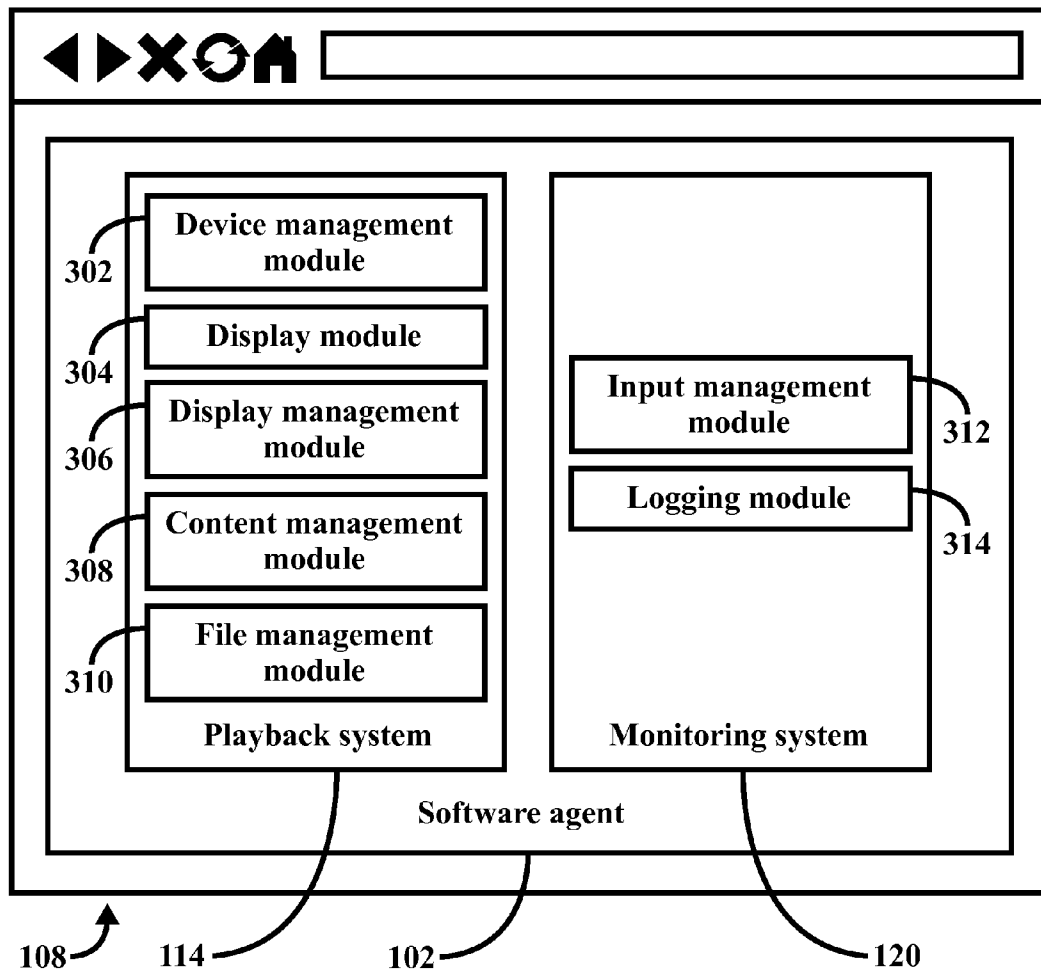 Device management
module
302
Display module
304
Display management
module
306
Content management
module
308
File management
module
310
Playback system
Input management
module
312
Logging module
314
Monitoring system
Software agent
108
114
102
120